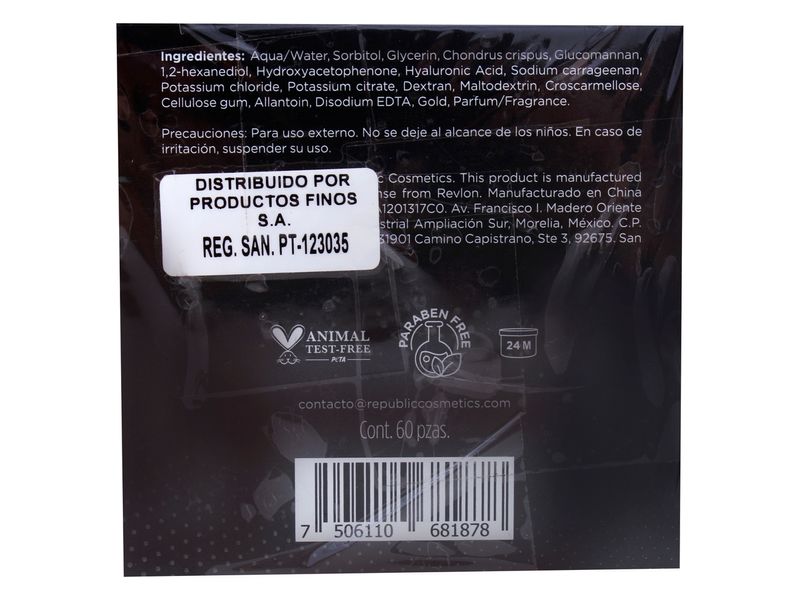 Ingredientes: Aqua/Water, Sorbitol, Glycerin, Chondrus crispus, Glucomannan,
1,2-hexanediol, Hydroxyacetophenone, Hyaluronic Acid, Sodium carrageenan,
Potassium chloride, Potassium citrate, Dextran, Maltodextrin, Croscarmellose,
Cellulose gum, Allantoin, Disodium EDTA, Gold, Parfum/Fragrance.
Precauciones: Para uso externo. No se deje al alcance de los niños. En caso de
irritación, suspender su uso.
Cosmetics. This product is manufactured
from Revlon. Manufacturado en China
A1201317C0. Av. Francisco I. Madero Oriente
Ampliación Sur, Morelia, México. C.P.
31901 Camino Capistrano, Ste 3, 92675. San
DISTRIBUIDO POR
PRODUCTOS FINOS
S.A.
REG. SAN. PT-123035
ANIMAL
TEST-FREE
PETA
PARABEN FREE
24 M
contacto@republiccosmetics.com
Cont. 60 pzas.
7 506110 681878